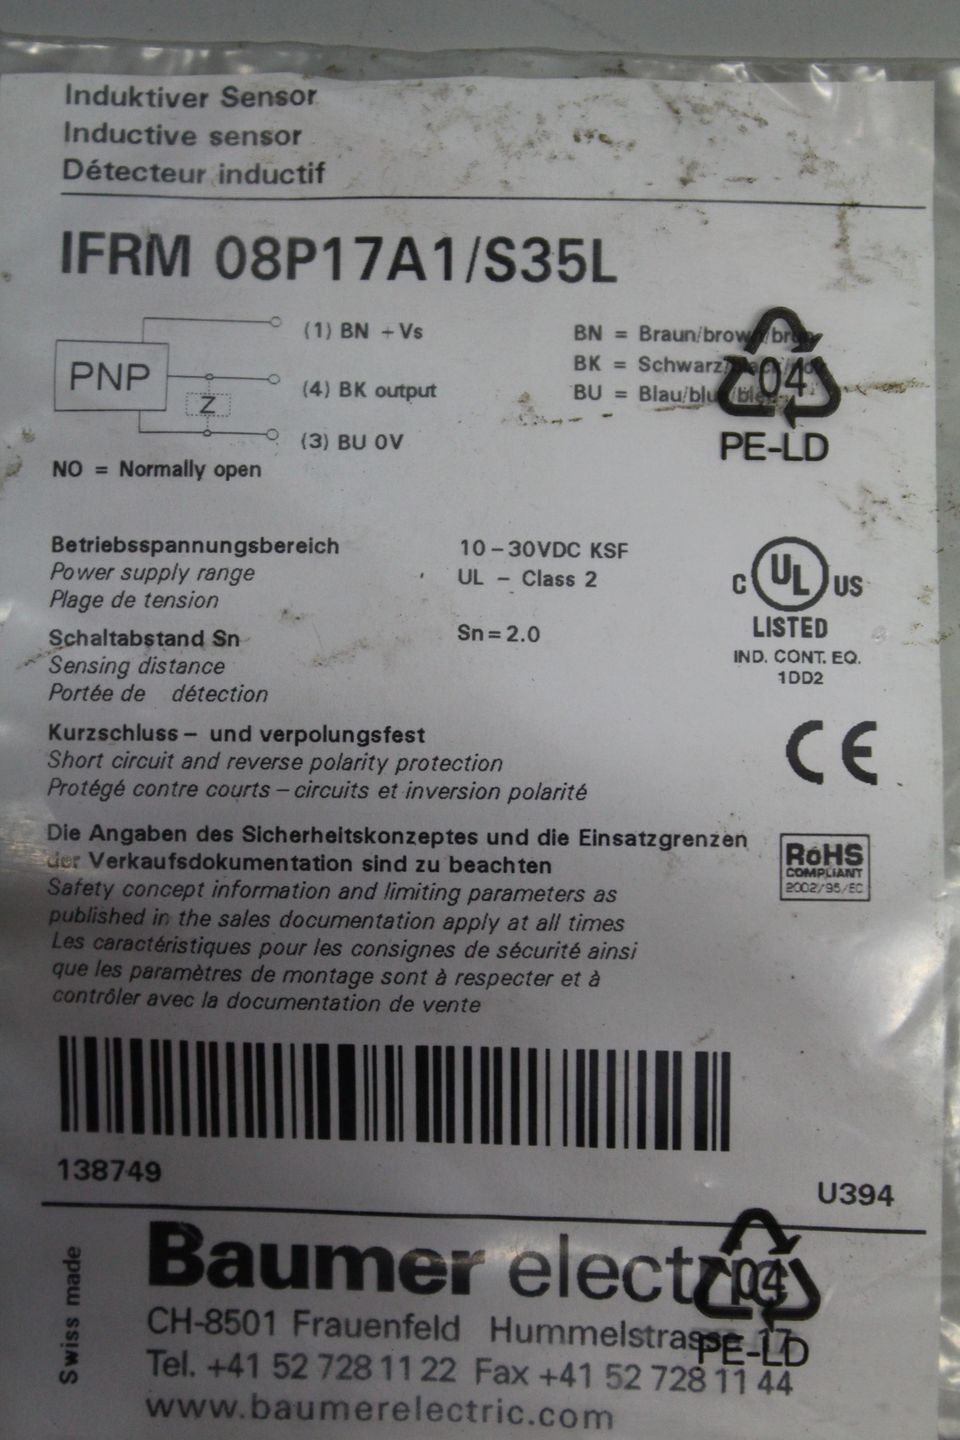 Induktiver Sensor
Inductive sensor
Détecteur inductif
IFRM 08P17A1/S35L
PNP
Z
(1) BN +Vs
(4) BK output
(3) BU 0V
NO = Normally open
BN = Braun/brown/brun
BK = Schwarz/black/noir
BU = Blau/blue/bleu
04
PE-LD
Betriebsspannungsbereich 10-30VDC KSF
Power supply range UL - Class 2
Plage de tension
Schaltabstand Sn Sn=2.0
Sensing distance
Portée de détection
C UL US
LISTED
IND. CONT. EQ.
1DD2
Kurzschluss- und verpolungsfest
Short circuit and reverse polarity protection
Protégé contre courts-circuits et inversion polarité
CE
Die Angaben des Sicherheitskonzeptes und die Einsatzgrenzen
der Verkaufsdokumentation sind zu beachten
Safety concept information and limiting parameters as
published in the sales documentation apply at all times
Les caractéristiques pour les consignes de sécurité ainsi
que les paramètres de montage sont à respecter et à
contrôler avec la documentation de vente
RoHS
COMPLIANT
2002/95/EC
138749
U394
Swiss made
Baumer electric
CH-8501 Frauenfeld Hummelstrasse 17
Tel. +41 52 728 11 22 Fax +41 52 728 11 44
www.baumerelectric.com
04
PE-LD